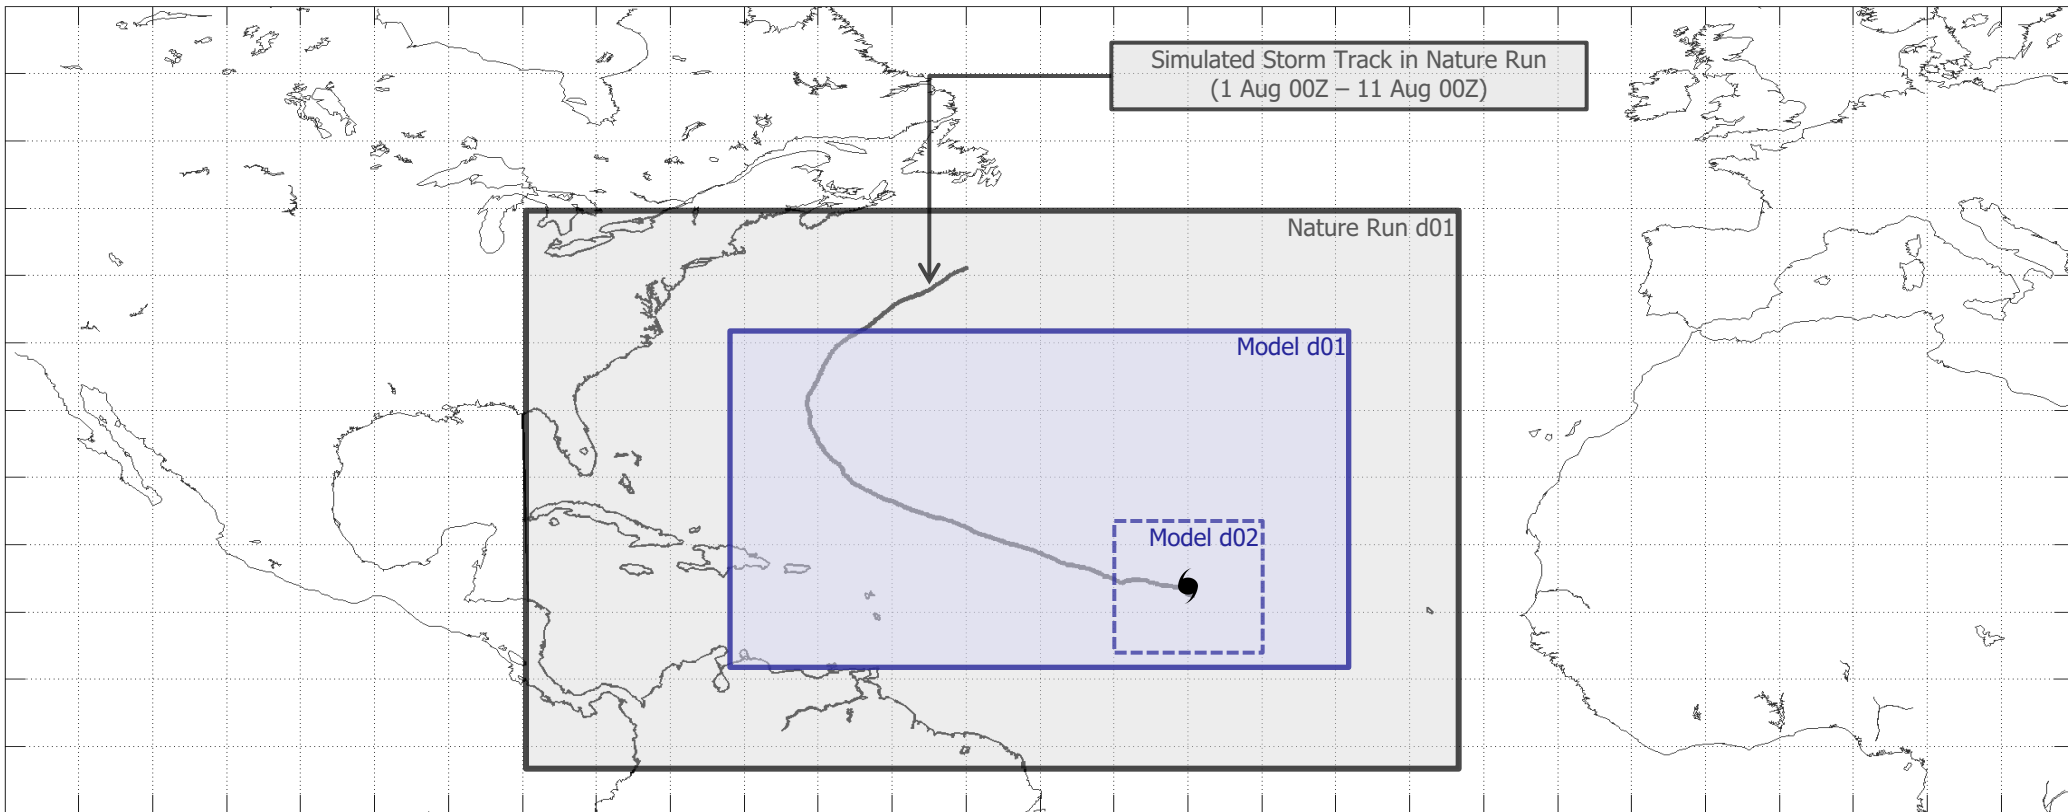 Simulated Storm Track in Nature Run
(1 Aug 00Z – 11 Aug 00Z)
Nature Run d01
Model d01
Model d02